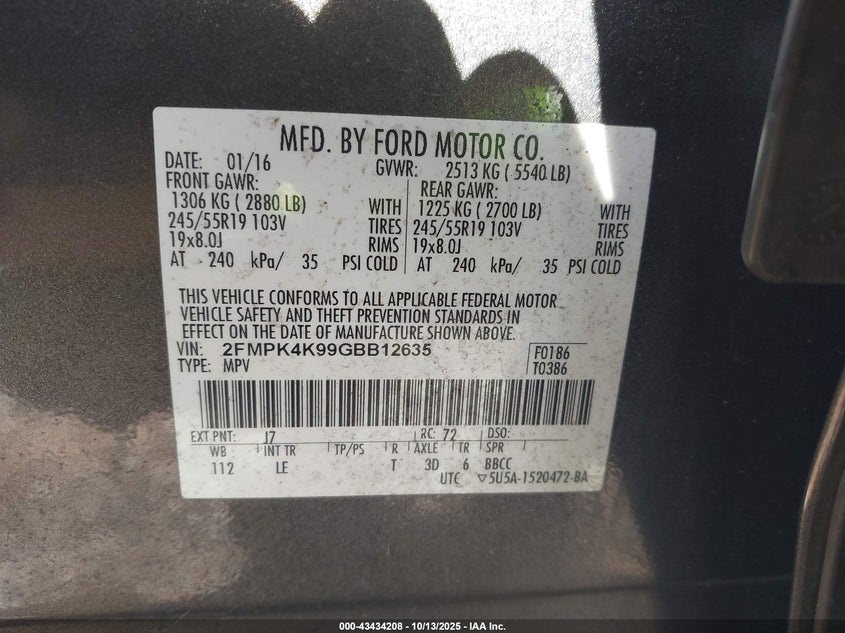 MFD. BY FORD MOTOR CO.
DATE: 01/16 GVWR: 2513 KG ( 5540 LB)
FRONT GAWR: REAR GAWR:
1306 KG ( 2880 LB) WITH 1225 KG ( 2700 LB) WITH
245/55R19 103V TIRES 245/55R19 103V TIRES
19x8.0J RIMS 19x8.0J RIMS
AT 240 kPa/ 35 PSI COLD AT 240 kPa/ 35 PSI COLD
THIS VEHICLE CONFORMS TO ALL APPLICABLE FEDERAL MOTOR
VEHICLE SAFETY AND THEFT PREVENTION STANDARDS IN
EFFECT ON THE DATE OF MANUFACTURE SHOWN ABOVE.
VIN: 2FMPK4K99GBB12635 F0186
TYPE: MPV T0386
EXT PNT: J7 RC: 72 DSO:
WB INT TR TP/PS R AXLE TR SPR
112 LE T 3D 6 BBCC
UTC ▽5U5A-1520472-BA
000-43434208 | 10/13/2025 - IAA Inc.